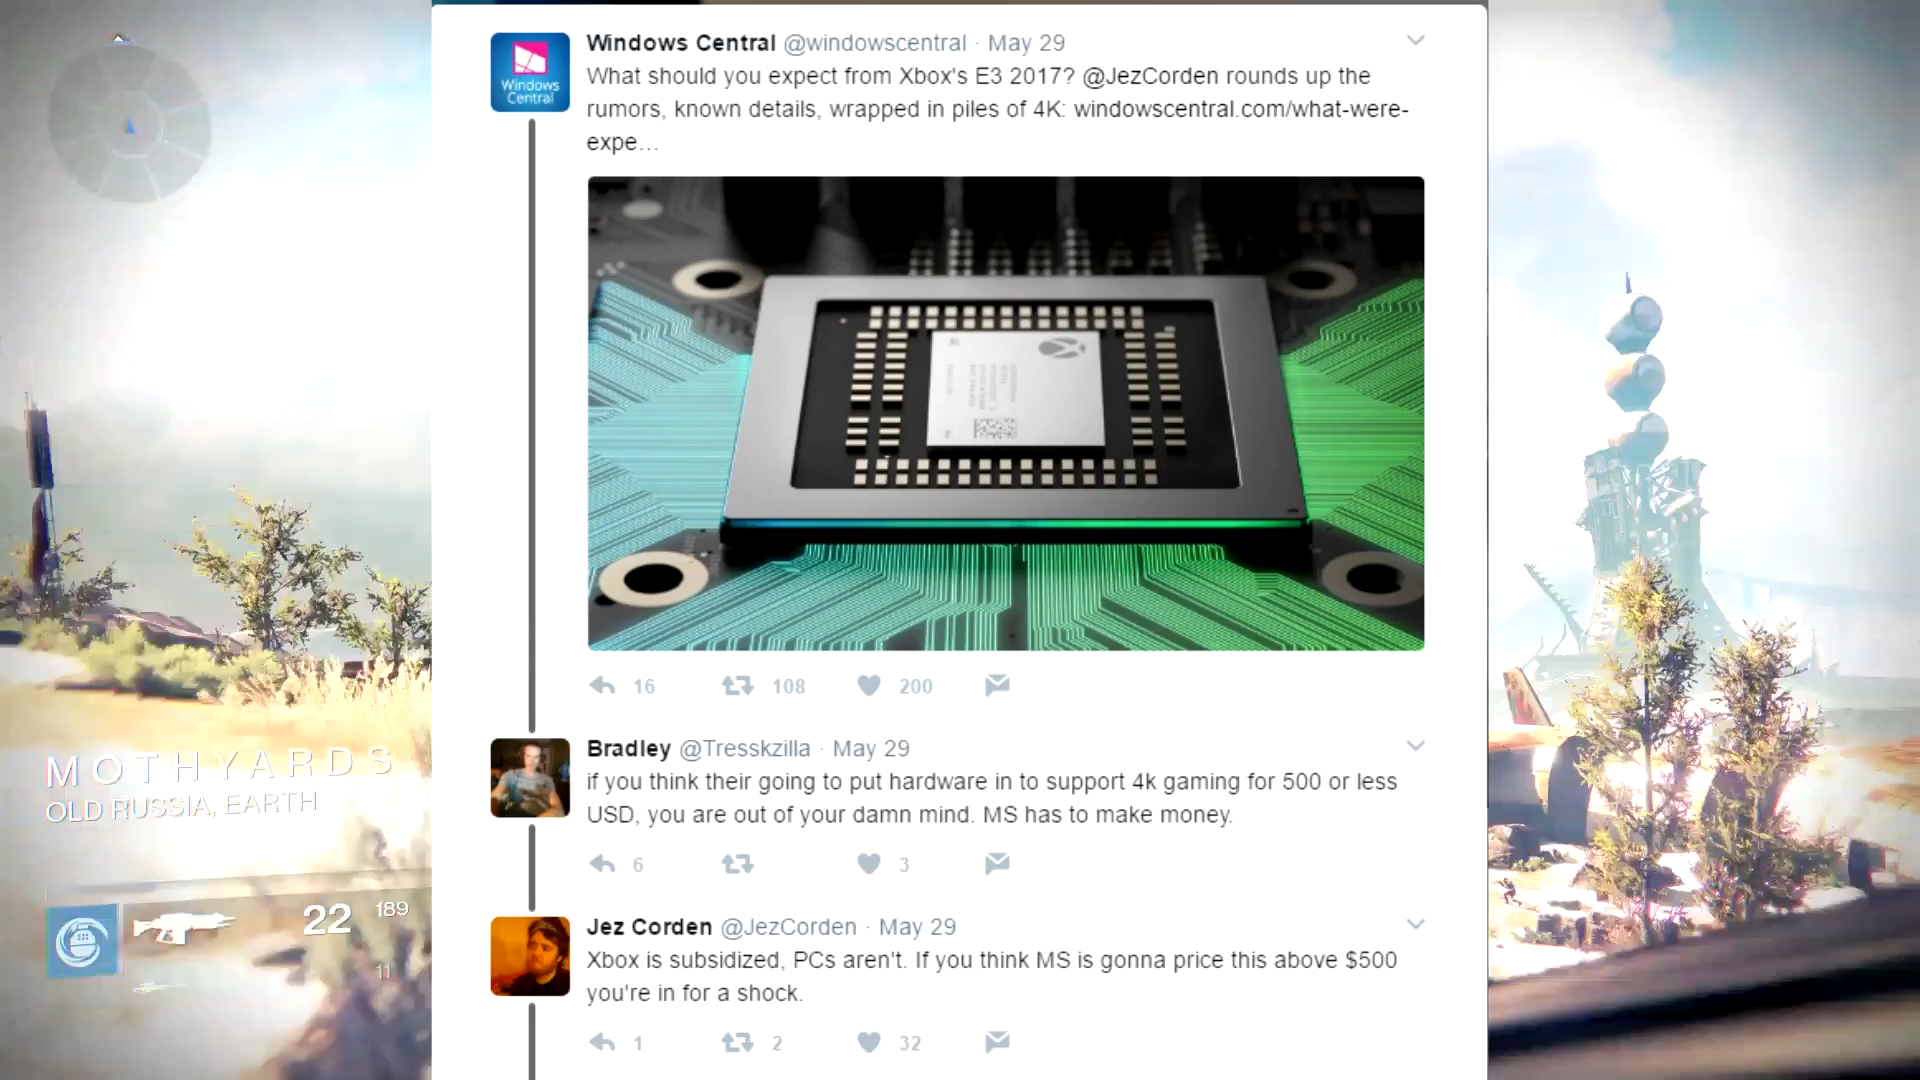 Windows Central @windowscentral · May 29
What should you expect from Xbox's E3 2017? @JezCorden rounds up the
rumors, known details, wrapped in piles of 4K: windowscentral.com/what-were-
expe…
Windows
Central
16 108 200
Bradley @Tresskzilla · May 29
if you think their going to put hardware in to support 4k gaming for 500 or less
USD, you are out of your damn mind. MS has to make money.
6 3
Jez Corden @JezCorden · May 29
Xbox is subsidized, PCs aren't. If you think MS is gonna price this above $500
you're in for a shock.
1 2 32
MOTHYARDS
OLD RUSSIA, EARTH
22 189
11